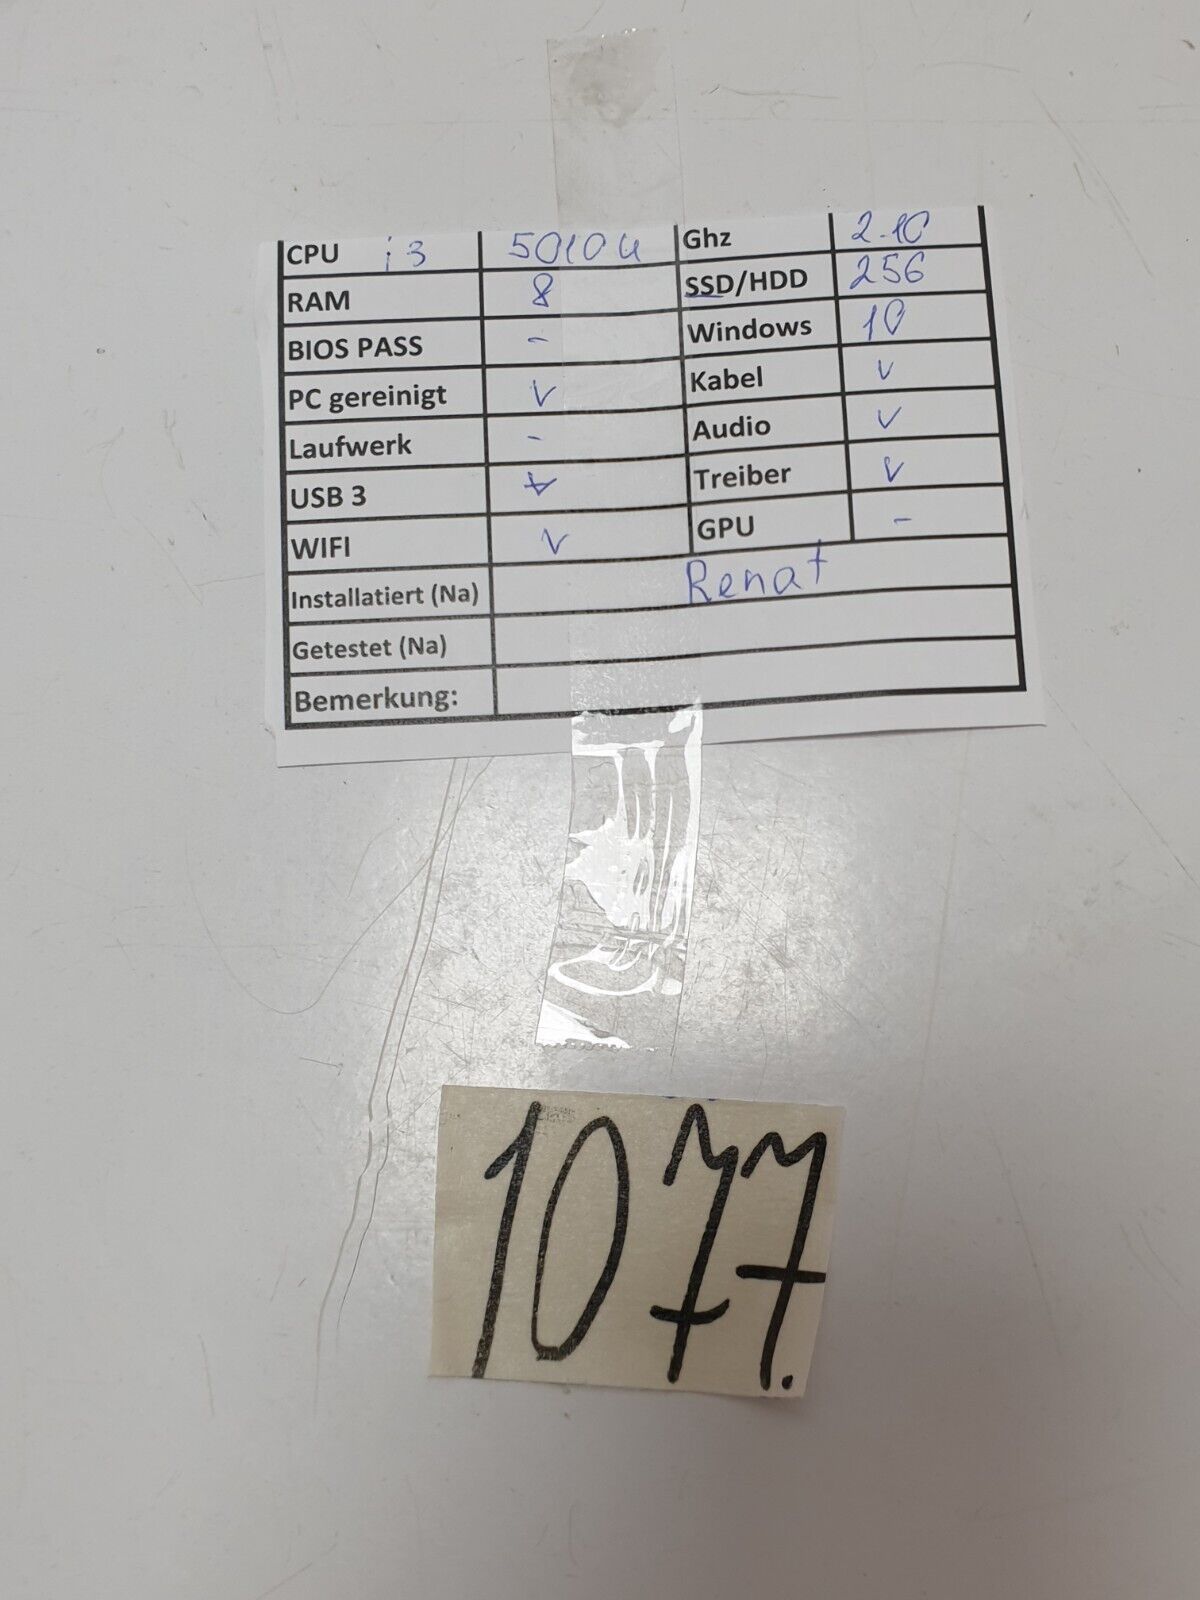 CPU i3 5010u Ghz 2.10
RAM 8 SSD/HDD 256
BIOS PASS - Windows 10
PC gereinigt v Kabel v
Laufwerk - Audio v
USB 3 v Treiber v
WIFI v GPU -
Installatiert (Na) Renat
Getestet (Na)
Bemerkung:
1077.